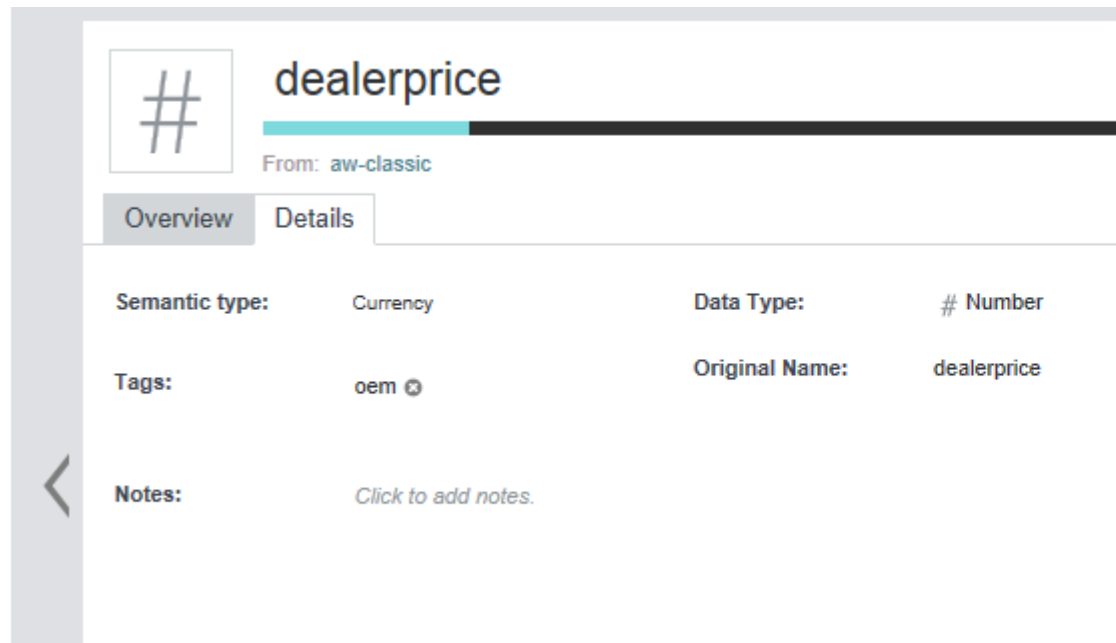 #
dealerprice
From: aw-classic
Overview Details
Semantic type: Currency Data Type: # Number
Tags: oem Original Name: dealerprice
Notes: Click to add notes.